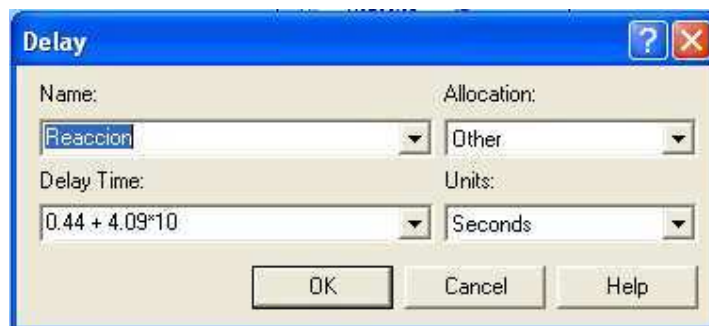 Delay
Name: Allocation:
Reaccion Other
Delay Time: Units:
0.44 + 4.09*10 Seconds
OK Cancel Help